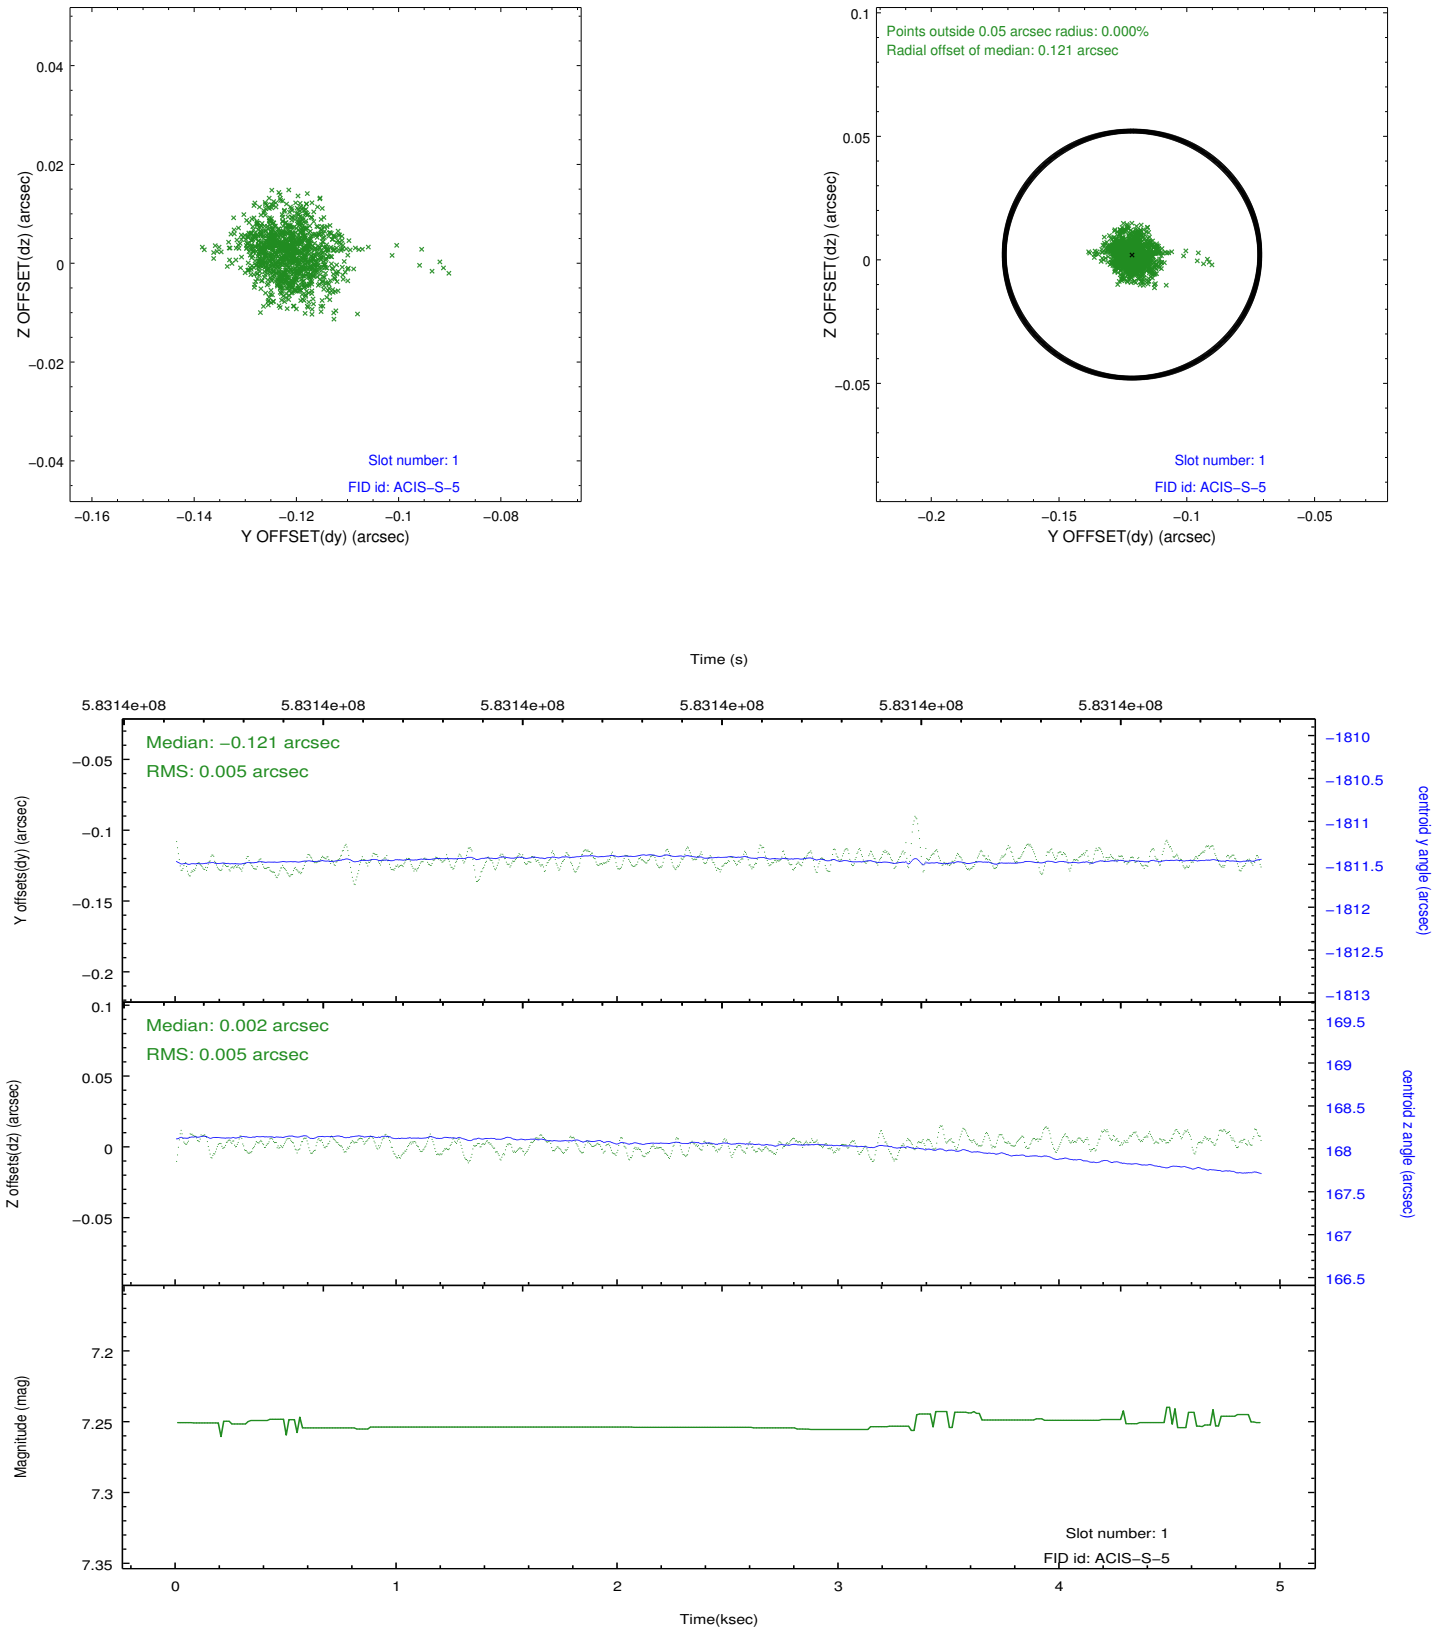 0.04
0.02
0
−0.02
−0.04
Z OFFSET(dz) (arcsec)
Slot number: 1
FID id: ACIS−S−5
−0.16
−0.14
−0.12
−0.1
−0.08
Y OFFSET(dy) (arcsec)
0.1
0.05
0
−0.05
Z OFFSET(dz) (arcsec)
Points outside 0.05 arcsec radius: 0.000%
Radial offset of median: 0.121 arcsec
Slot number: 1
FID id: ACIS−S−5
−0.2
−0.15
−0.1
−0.05
Y OFFSET(dy) (arcsec)
Time (s)
5.8314e+08
5.8314e+08
5.8314e+08
5.8314e+08
5.8314e+08
5.8314e+08
Median: −0.121 arcsec
RMS: 0.005 arcsec
−0.05
−0.1
−0.15
−0.2
Y offsets(dy) (arcsec)
−1810
−1810.5
−1811
−1811.5
−1812
−1812.5
−1813
centroid y angle (arcsec)
Median: 0.002 arcsec
RMS: 0.005 arcsec
0.1
0.05
0
−0.05
Z offsets(dz) (arcsec)
169.5
169
168.5
168
167.5
167
166.5
centroid z angle (arcsec)
7.2
7.25
7.3
7.35
Magnitude (mag)
Slot number: 1
FID id: ACIS−S−5
0
1
2
3
4
5
Time(ksec)